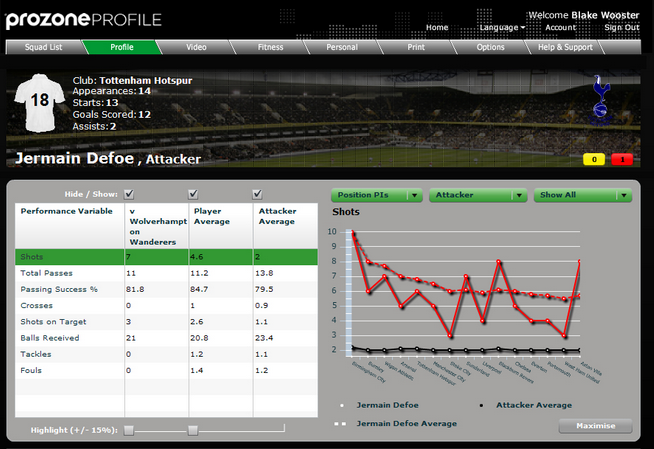 prozonePROFILE
Welcome Blake Wooster
Home Language Account Sign Out
Squad List Profile Video Fitness Personal Print Options Help & Support
18
Club: Tottenham Hotspur
Appearances: 14
Starts: 13
Goals Scored: 12
Assists: 2
Jermain Defoe , Attacker
0 1
Hide / Show:
Position PIs Attacker Show All
Performance Variable
v
Wolverhampt
on
Wanderers
Player
Average
Attacker
Average
Shots 7 4.6 2
Total Passes 11 11.2 13.8
Passing Success % 81.8 84.7 79.5
Crosses 0 1 0.9
Shots on Target 3 2.6 1.1
Balls Received 21 20.8 23.4
Tackles 0 1.2 1.1
Fouls 0 1.4 1.2
Highlight (+/- 15%):
Shots
10
9
8
7
6
5
4
3
2
Birmingham City
Burnley
Wigan Athletic
Arsenal
Tottenham Hotspur
Manchester City
Stoke City
Sunderland
Liverpool
Blackburn Rovers
Chelsea
Everton
Portsmouth
West Ham United
Aston Villa
Jermain Defoe Attacker Average
Jermain Defoe Average
Maximise